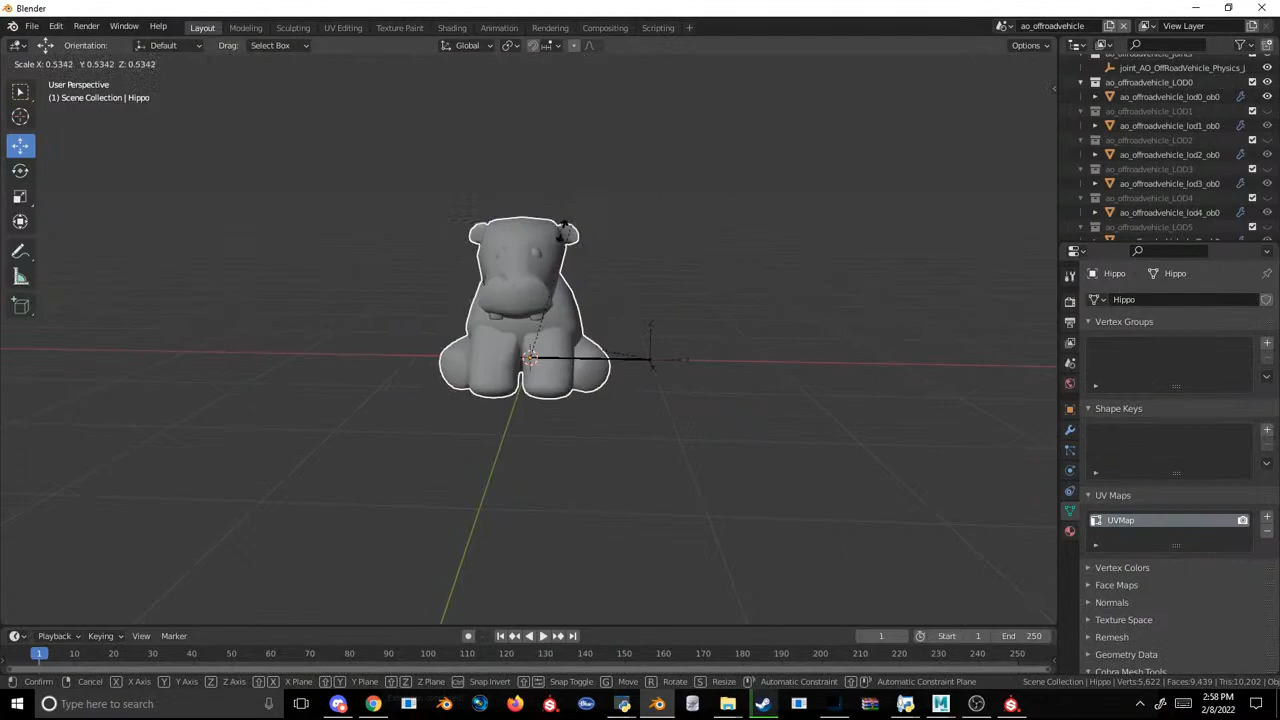 Blender
File Edit Render Window Help Layout Modeling Sculpting UV Editing Texture Paint Shading Animation Rendering Compositing Scripting + ao_offroadvehicle View Layer
Orientation: Default Drag: Select Box Global Options
Scale X: 0.5342 Y: 0.5342 Z: 0.5342
User Perspective
(1) Scene Collection | Hippo
joint_AO_OffRoadVehicle_Physics_j
ao_offroadvehicle_LOD0
ao_offroadvehicle_lod0_ob0
ao_offroadvehicle_LOD1
ao_offroadvehicle_lod1_ob0
ao_offroadvehicle_LOD2
ao_offroadvehicle_lod2_ob0
ao_offroadvehicle_LOD3
ao_offroadvehicle_lod3_ob0
ao_offroadvehicle_LOD4
ao_offroadvehicle_lod4_ob0
ao_offroadvehicle_LOD5
Hippo Hippo
Hippo
Vertex Groups
Shape Keys
UV Maps
UVMap
Vertex Colors
Face Maps
Normals
Texture Space
Remesh
Geometry Data
Cobra Mesh Tools
Playback Keying View Marker 1 Start 1 End 250
1 10 20 30 40 50 60 70 80 90 100 110 120 130 140 150 160 170 180 190 200 210 220 230 240 250
Confirm Cancel X X Axis Y Y Axis Z Z Axis X X Plane Y Y Plane Z Z Plane Snap Invert Snap Toggle G Move R Rotate S Resize Automatic Constraint Automatic Constraint Plane Scene Collection | Hippo | Verts:5,622 | Faces:9,439 | Tris:10,202 | Ob
Type here to search 2:58 PM
2/8/2022